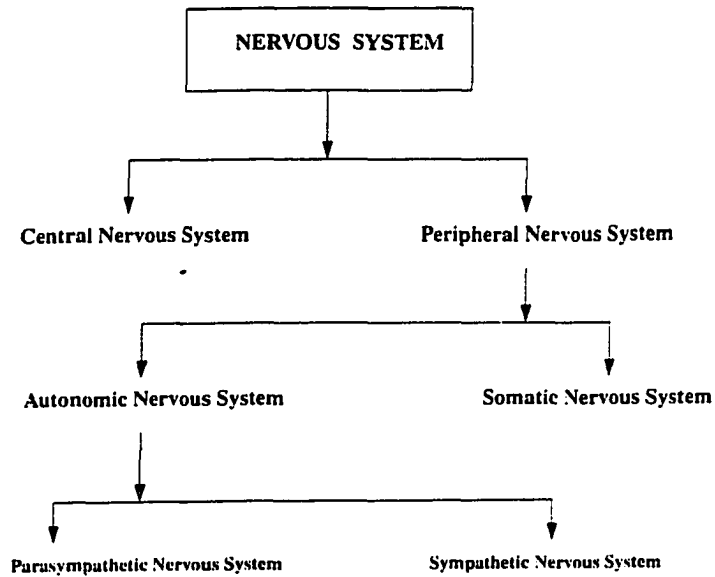 NERVOUS SYSTEM
Central Nervous System
Peripheral Nervous System
Autonomic Nervous System
Somatic Nervous System
Parasympathetic Nervous System
Sympathetic Nervous System